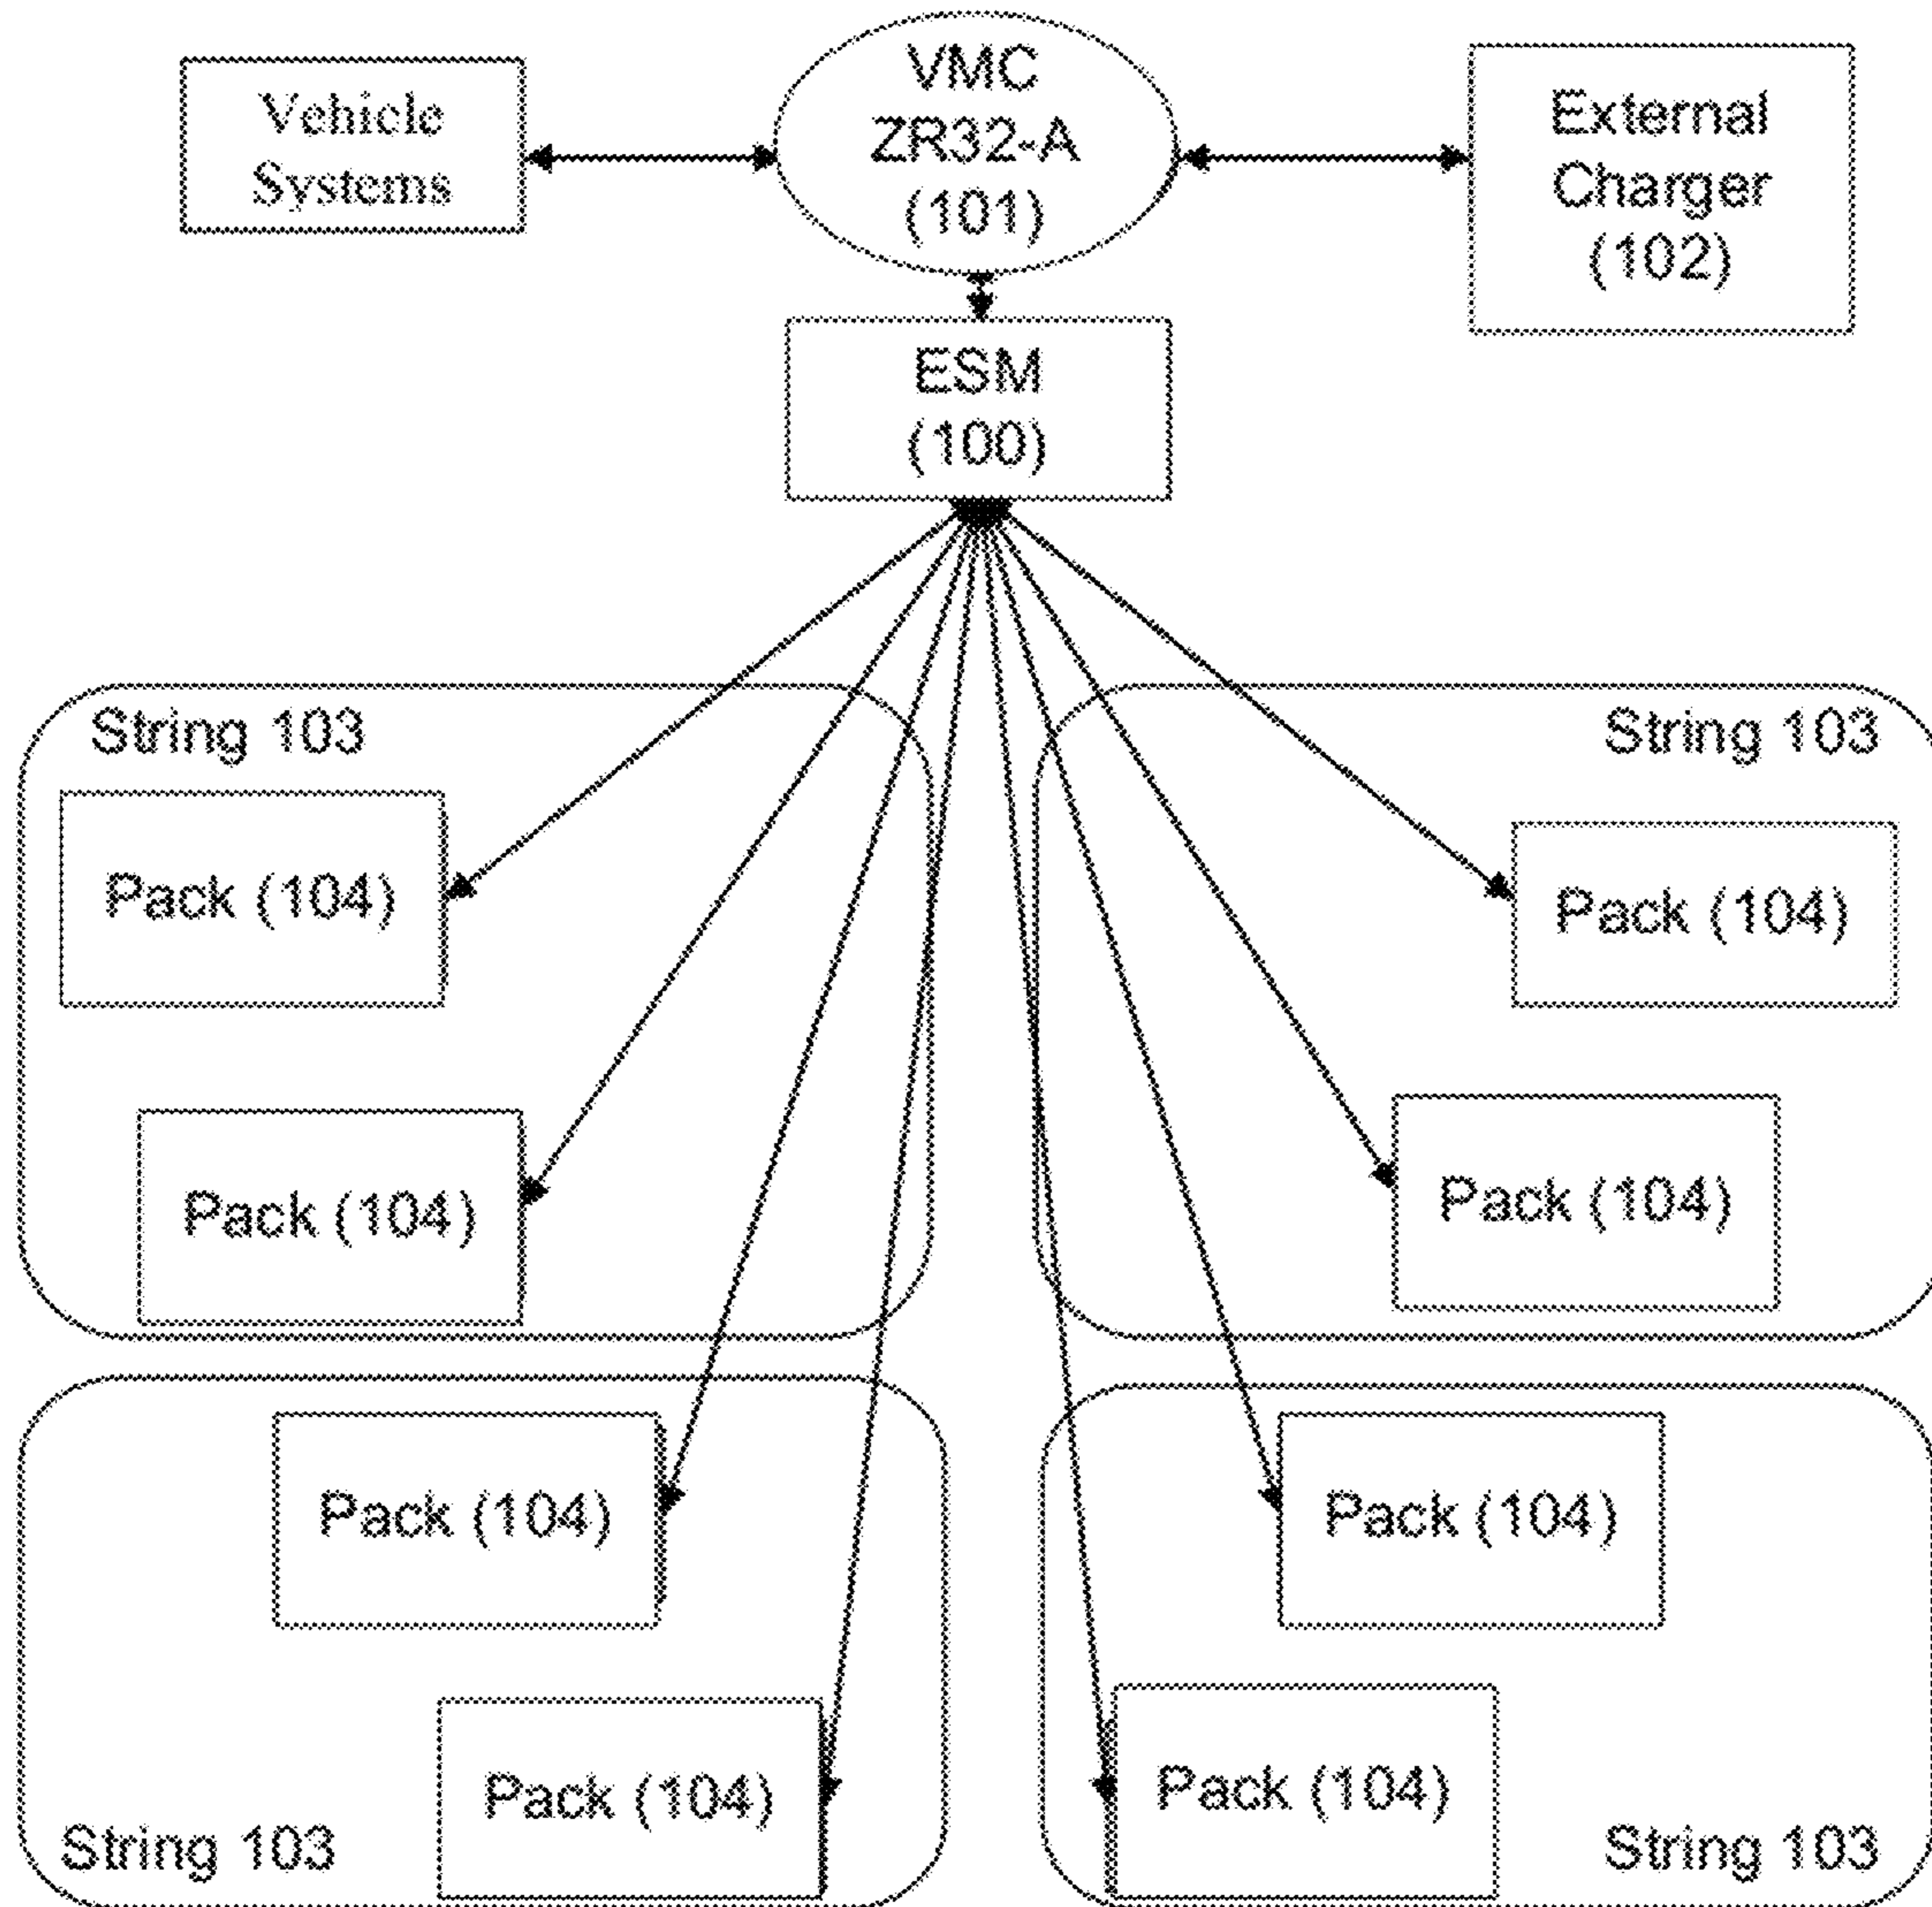 Vehicle
Systems
VMC
ZR32-A
(101)
External
Charger
(102)
ESM
(100)
String 103
String 103
Pack (104)
Pack (104)
Pack (104)
Pack (104)
Pack (104)
Pack (104)
Pack (104)
Pack (104)
String 103
String 103